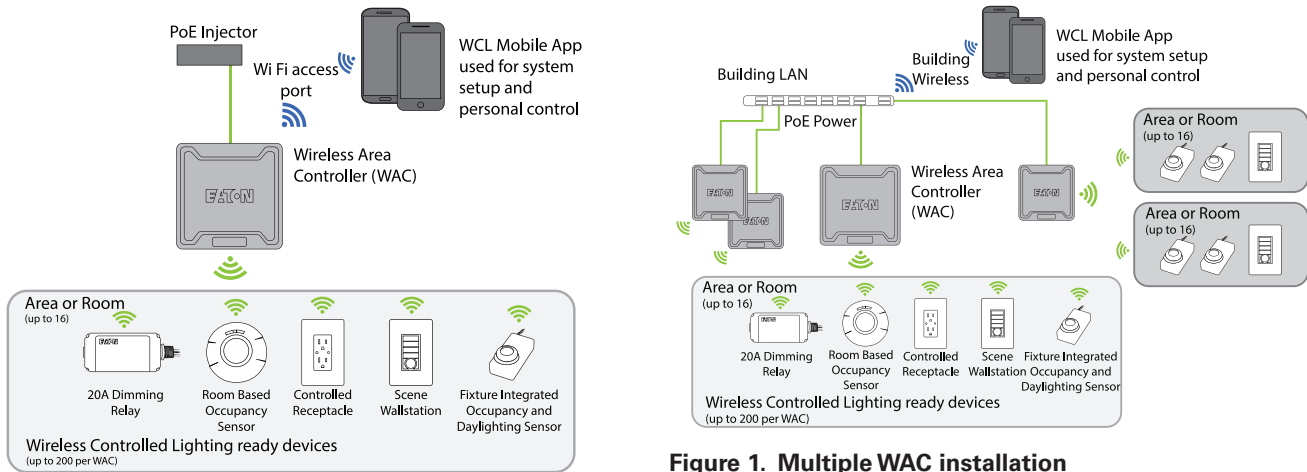 PoE Injector
Wi Fi access
port
WCL Mobile App
used for system
setup and
personal control
Wireless Area
Controller (WAC)
EATON
Area or Room
(up to 16)
EATON
20A Dimming
Relay
Room Based
Occupancy
Sensor
Controlled
Receptacle
Scene
Wallstation
Fixture Integrated
Occupancy and
Daylighting Sensor
Wireless Controlled Lighting ready devices
(up to 200 per WAC)
WCL Mobile App
used for system setup
and personal control
Building
Wireless
Building LAN
PoE Power
Wireless Area
Controller
(WAC)
EATON
EATON
EATON
EATON
Area or Room
(up to 16)
Area or Room
(up to 16)
Area or Room
(up to 16)
EATON
20A Dimming
Relay
Room Based
Occupancy
Sensor
Controlled
Receptacle
Scene
Wallstation
Fixture Integrated
Occupancy and
Daylighting Sensor
Wireless Controlled Lighting ready devices
(up to 200 per WAC)
Figure 1. Multiple WAC installation